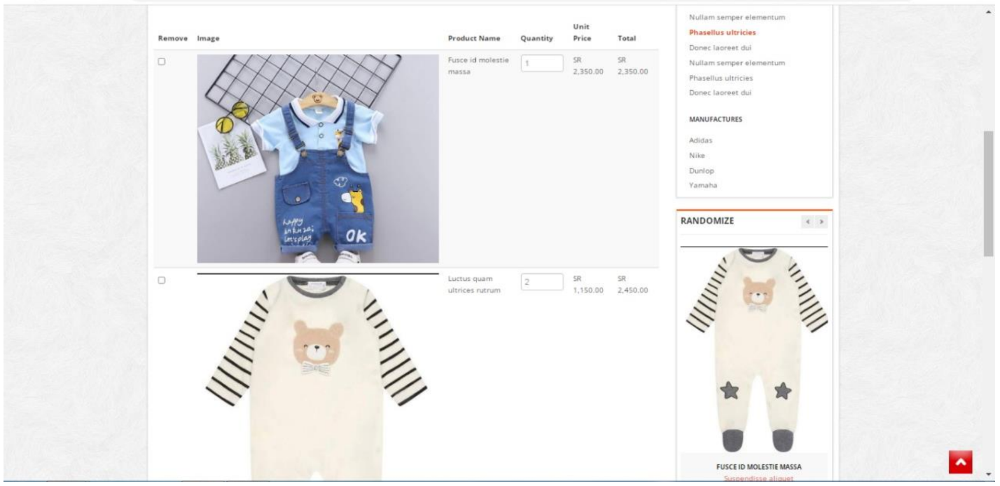 Remove Image Product Name Quantity Unit Price Total
Fusce id molestie massa 1 SR 2,350.00 SR 2,350.00
happy
Let's play
OK
Luctus quam ultrices rutrum 2 SR 1,150.00 SR 2,450.00
Nullam semper elementum
Phasellus ultricies
Donec laoreet dui
Nullam semper elementum
Phasellus ultricies
Donec laoreet dui
MANUFACTURES
Adidas
Nike
Dunlop
Yamaha
RANDOMIZE
FUSCE ID MOLESTIE MASSA
Suspendisse aliquet